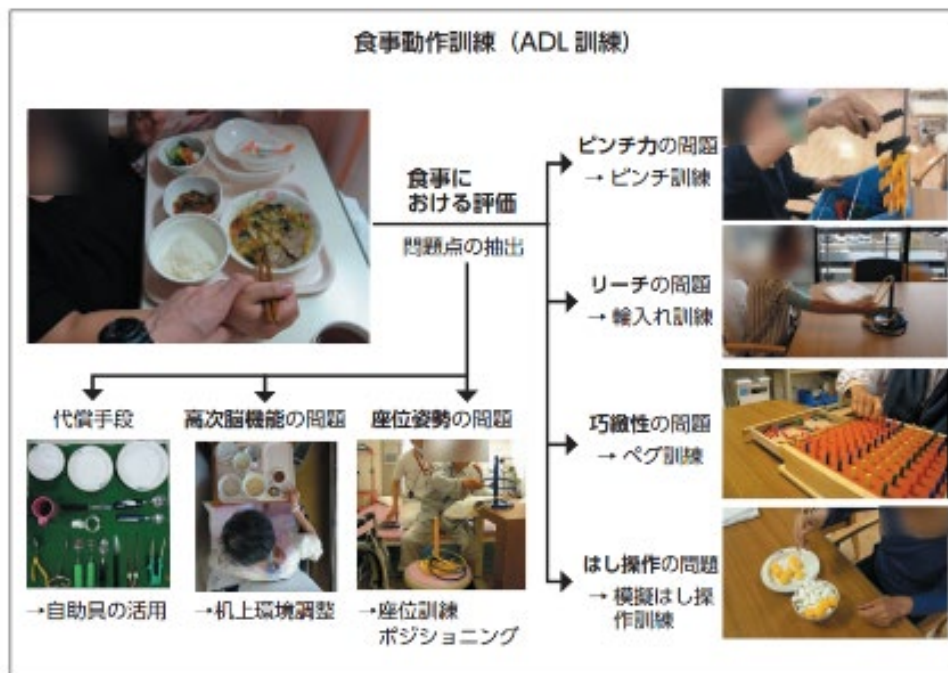 食事動作訓練（ADL 訓練）
食事に
おける評価
問題点の抽出
ピンチ力の問題
→ ピンチ訓練
リーチの問題
→ 輪入れ訓練
巧緻性の問題
→ ペグ訓練
はし操作の問題
→ 模擬はし操
作訓練
代償手段
→自助具の活用
高次脳機能の問題
→机上環境調整
座位姿勢の問題
→座位訓練
ポジショニング